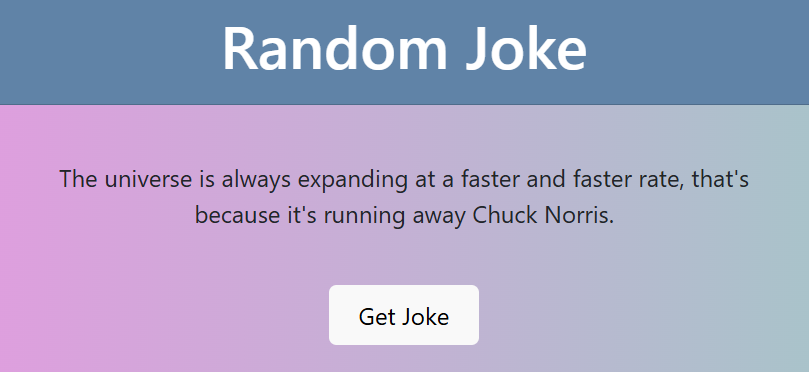 Random Joke
The universe is always expanding at a faster and faster rate, that's
because it's running away Chuck Norris.
Get Joke